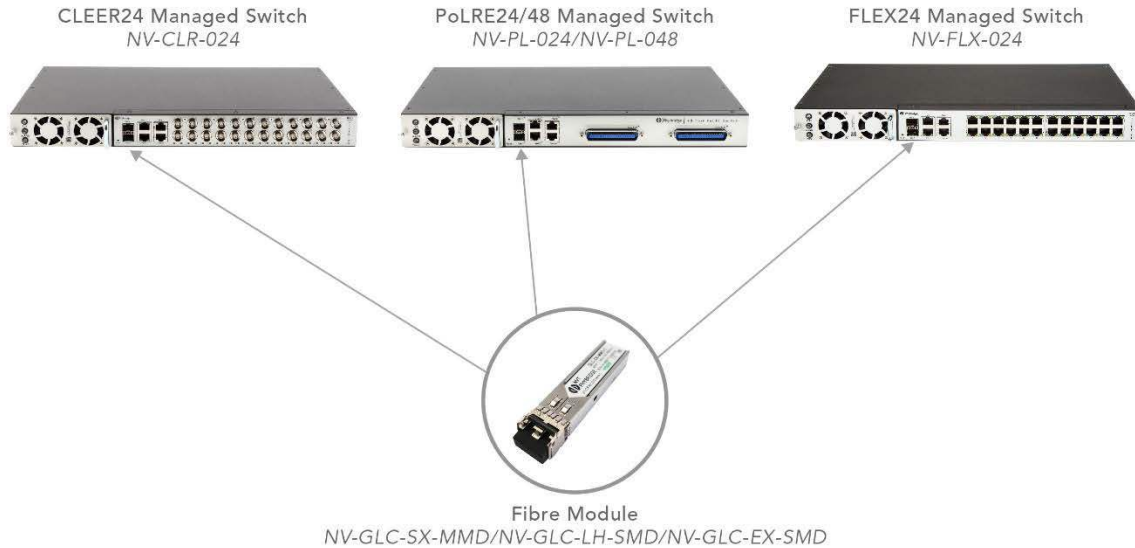 CLEER24 Managed Switch
NV-CLR-024
PoLRE24/48 Managed Switch
NV-PL-024/NV-PL-048
FLEX24 Managed Switch
NV-FLX-024
Fibre Module
NV-GLC-SX-MMD/NV-GLC-LH-SMD/NV-GLC-EX-SMD